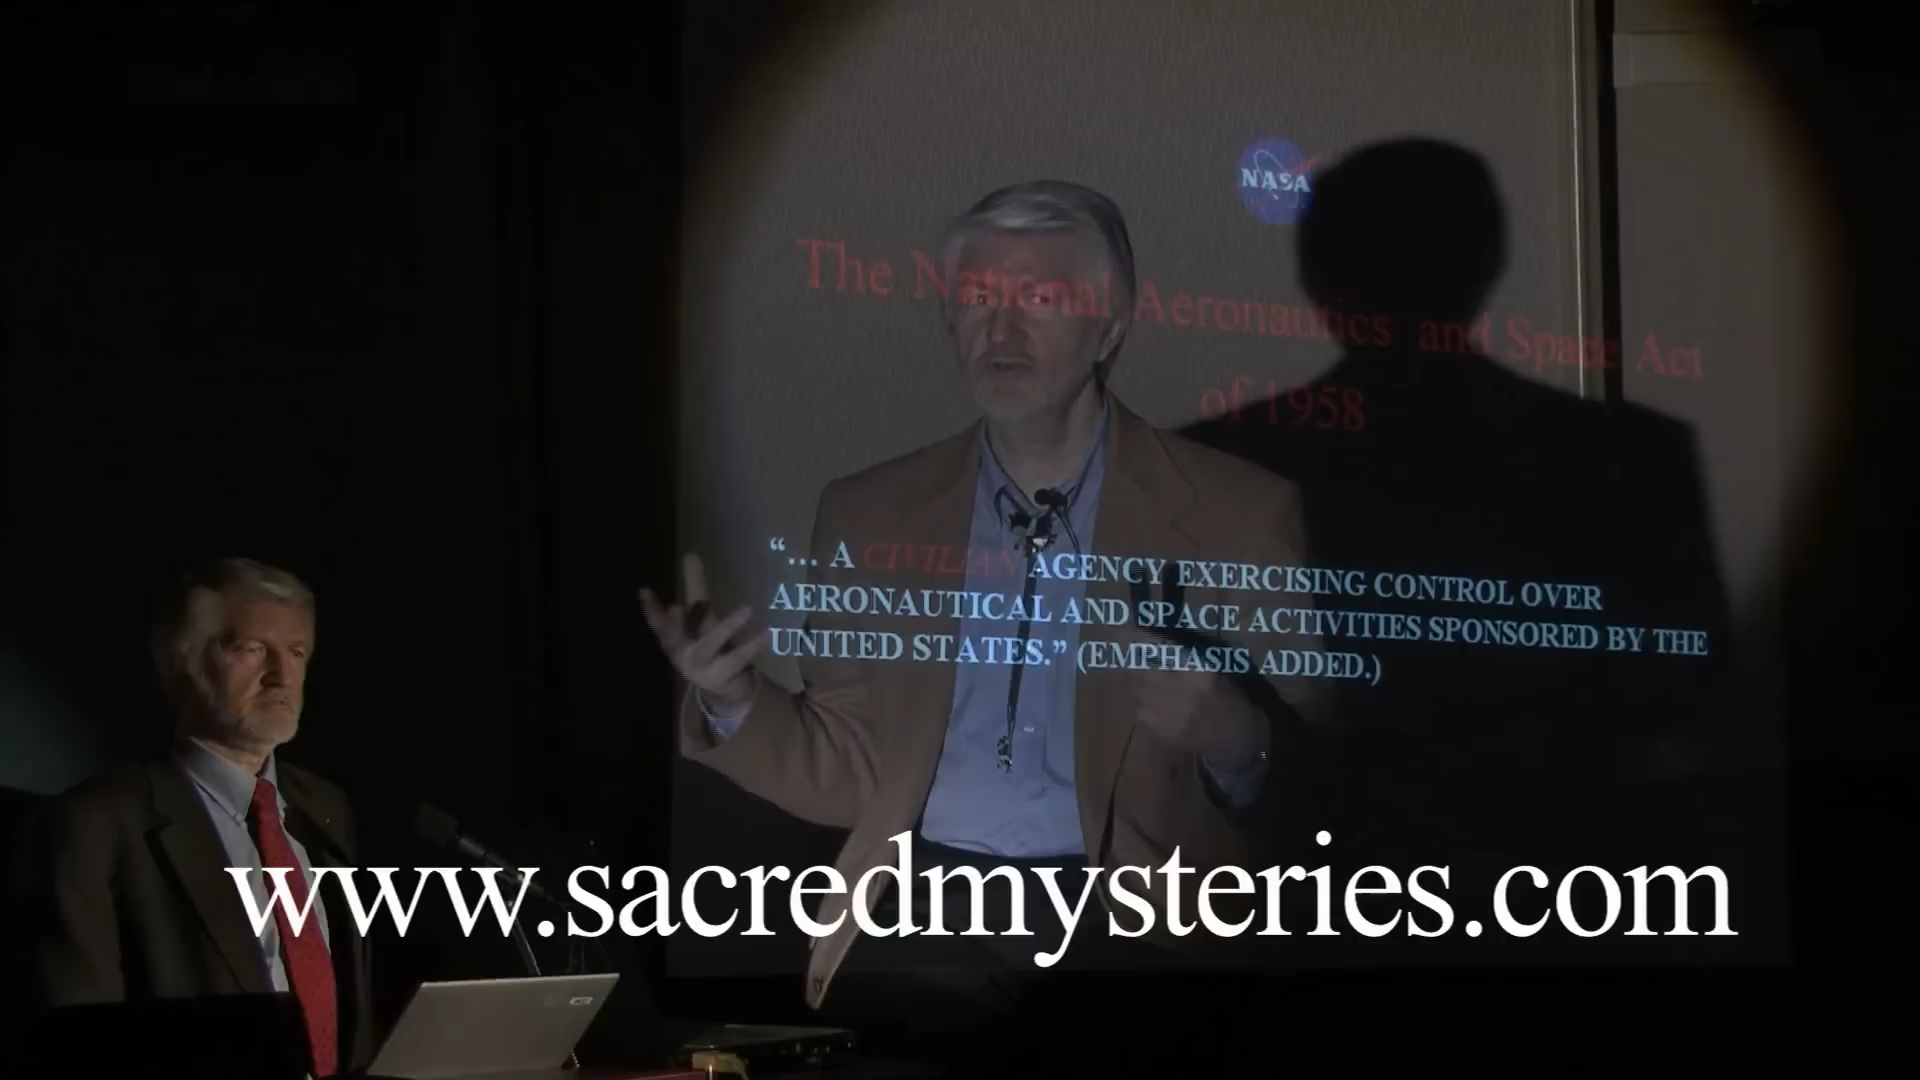 NASA
The National Aeronautics and Space Act
of 1958
“... A CIVILIAN AGENCY EXERCISING CONTROL OVER
AERONAUTICAL AND SPACE ACTIVITIES SPONSORED BY THE
UNITED STATES.” (EMPHASIS ADDED.)
www.sacredmysteries.com